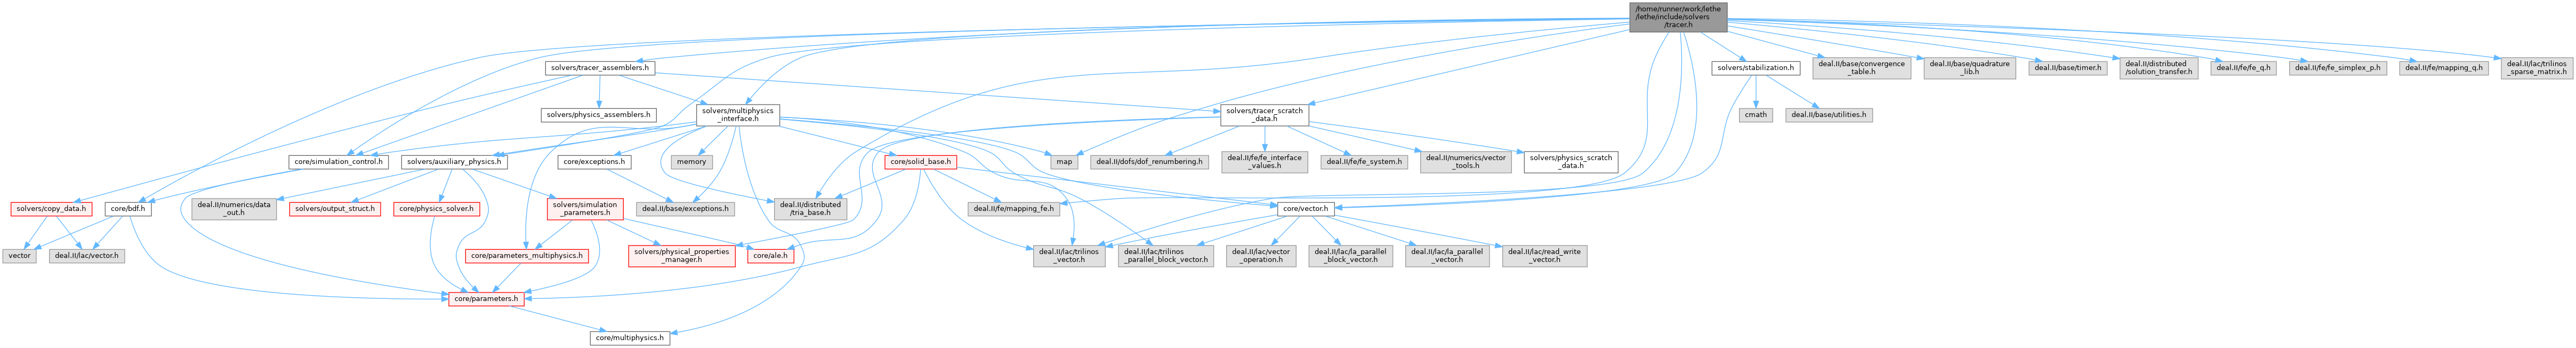 /home/runner/work/lethe
/lethe/include/solvers
/tracer.h
solvers/tracer_assemblers.h
solvers/stabilization.h
deal.II/base/convergence
_table.h
deal.II/base/quadrature
_lib.h
deal.II/base/timer.h
deal.II/distributed
/solution_transfer.h
deal.II/fe/fe_q.h
deal.II/fe/fe_simplex_p.h
deal.II/fe/mapping_q.h
deal.II/lac/trilinos
_sparse_matrix.h
solvers/physics_assemblers.h
solvers/multiphysics
_interface.h
solvers/tracer_scratch
_data.h
cmath
deal.II/base/utilities.h
core/simulation_control.h
solvers/auxiliary_physics.h
core/exceptions.h
memory
core/solid_base.h
map
deal.II/dofs/dof_renumbering.h
deal.II/fe/fe_interface
_values.h
deal.II/fe/fe_system.h
deal.II/numerics/vector
_tools.h
solvers/physics_scratch
_data.h
solvers/copy_data.h
core/bdf.h
deal.II/numerics/data
_out.h
solvers/output_struct.h
core/physics_solver.h
solvers/simulation
_parameters.h
deal.II/base/exceptions.h
deal.II/distributed
/tria_base.h
deal.II/fe/mapping_fe.h
core/vector.h
vector
deal.II/lac/vector.h
core/parameters_multiphysics.h
solvers/physical_properties
_manager.h
core/ale.h
deal.II/lac/trilinos
_vector.h
deal.II/lac/trilinos
_parallel_block_vector.h
deal.II/lac/vector
_operation.h
deal.II/lac/la_parallel
_block_vector.h
deal.II/lac/la_parallel
_vector.h
deal.II/lac/read_write
_vector.h
core/parameters.h
core/multiphysics.h